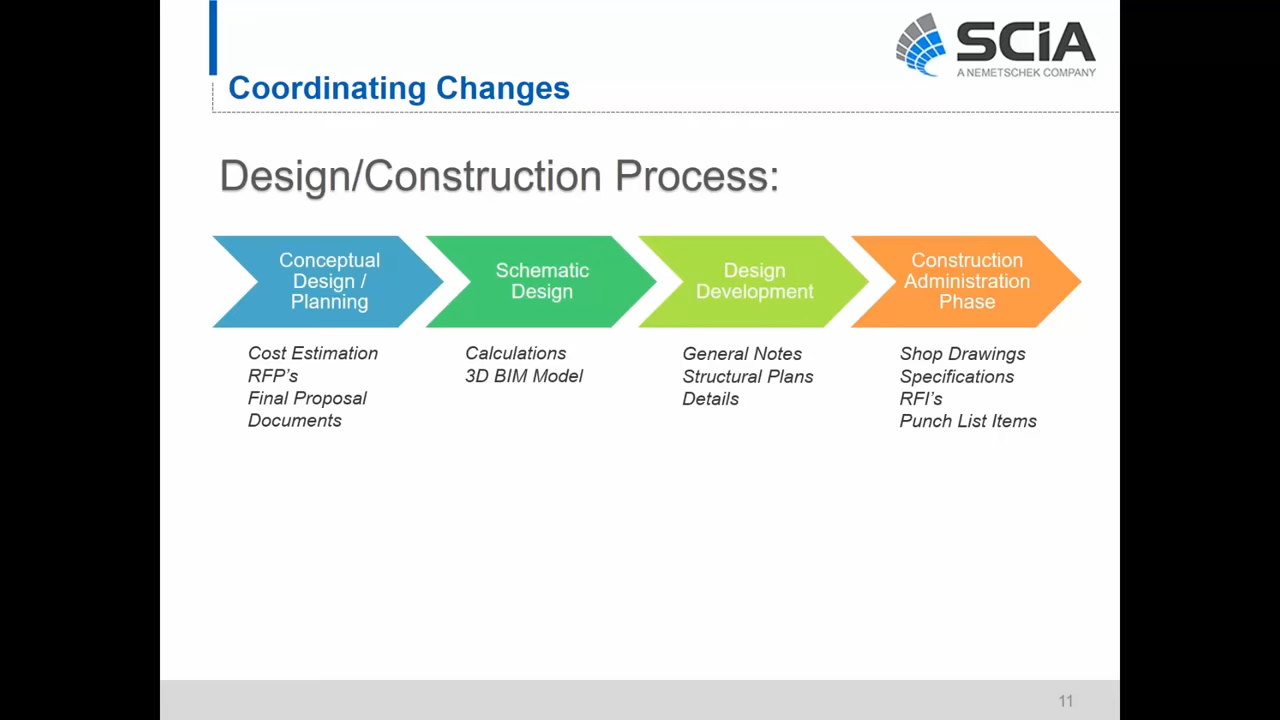 SCIA
A NEMETSCHEK COMPANY
Coordinating Changes
Design/Construction Process:
Conceptual
Design /
Planning
Schematic
Design
Design
Development
Construction
Administration
Phase
Cost Estimation
RFP's
Final Proposal
Documents
Calculations
3D BIM Model
General Notes
Structural Plans
Details
Shop Drawings
Specifications
RFI's
Punch List Items
11